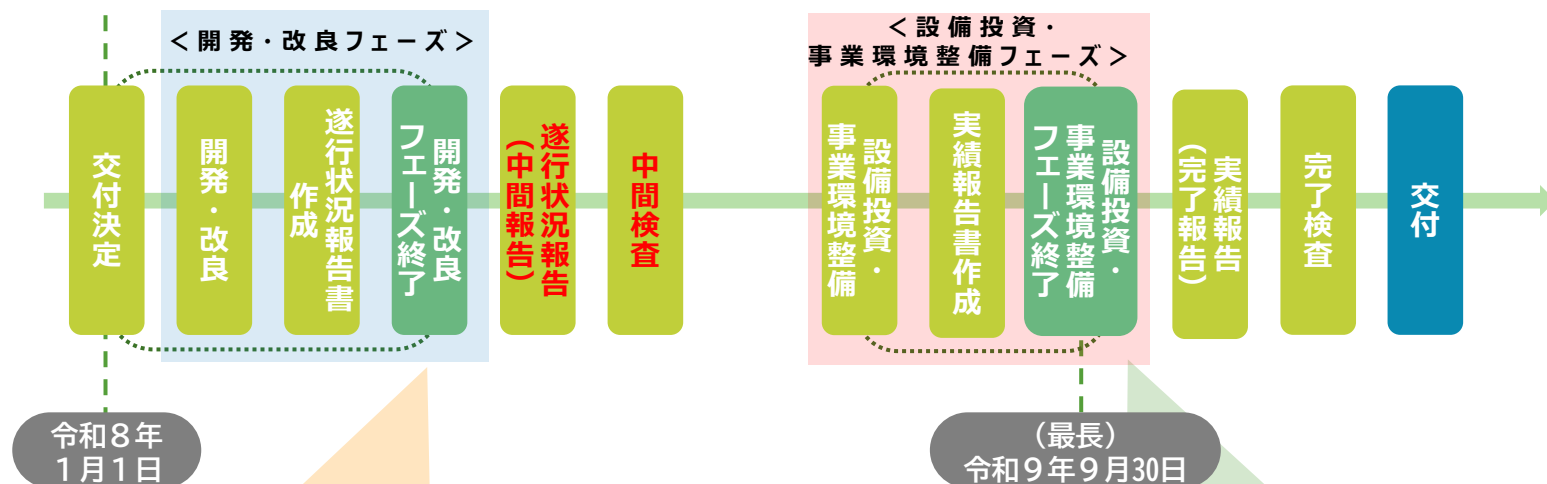 ＜開発・改良フェーズ＞
＜設備投資・
事業環境整備フェーズ＞
交付決定
開発・改良
遂行状況報告書
作成
開発・改良
フェーズ終了
遂行状況報告
（中間報告）
中間検査
設備投資・
事業環境整備
実績報告書作成
設備投資・
事業環境整備
フェーズ終了
実績報告
（完了報告）
完了検査
交付
令和８年
１月１日
（最長）
令和９年９月30日